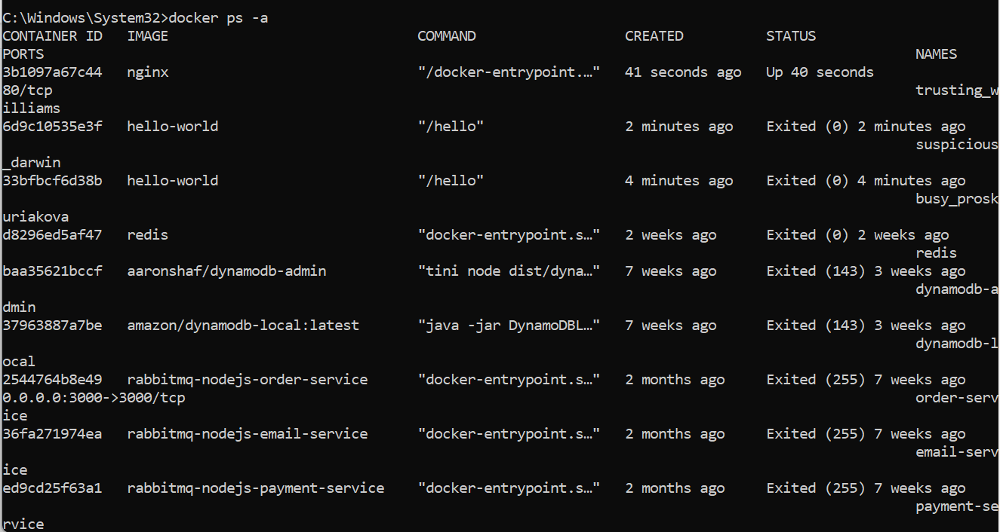 C:\Windows\System32>docker ps -a
CONTAINER ID   IMAGE                              COMMAND                  CREATED          STATUS
PORTS                                                                                                         NAMES
3b1097a67c44   nginx                              "/docker-entrypoint.…"   41 seconds ago   Up 40 seconds
80/tcp                                                                                                        trusting_w
illiams
6d9c10535e3f   hello-world                        "/hello"                 2 minutes ago    Exited (0) 2 minutes ago
                                                                                                              suspicious
_darwin
33bfbcf6d38b   hello-world                        "/hello"                 4 minutes ago    Exited (0) 4 minutes ago
                                                                                                              busy_prosk
uriakova
d8296ed5af47   redis                              "docker-entrypoint.s…"   2 weeks ago      Exited (0) 2 weeks ago
                                                                                                              redis
baa35621bccf   aaronshaf/dynamodb-admin           "tini node dist/dyna…"   7 weeks ago      Exited (143) 3 weeks ago
                                                                                                              dynamodb-a
dmin
37963887a7be   amazon/dynamodb-local:latest       "java -jar DynamoDBL…"   7 weeks ago      Exited (143) 3 weeks ago
                                                                                                              dynamodb-l
ocal
2544764b8e49   rabbitmq-nodejs-order-service      "docker-entrypoint.s…"   2 months ago     Exited (255) 7 weeks ago
0.0.0.0:3000->3000/tcp                                                                                        order-serv
ice
36fa271974ea   rabbitmq-nodejs-email-service      "docker-entrypoint.s…"   2 months ago     Exited (255) 7 weeks ago
                                                                                                              email-serv
ice
ed9cd25f63a1   rabbitmq-nodejs-payment-service    "docker-entrypoint.s…"   2 months ago     Exited (255) 7 weeks ago
                                                                                                              payment-se
rvice